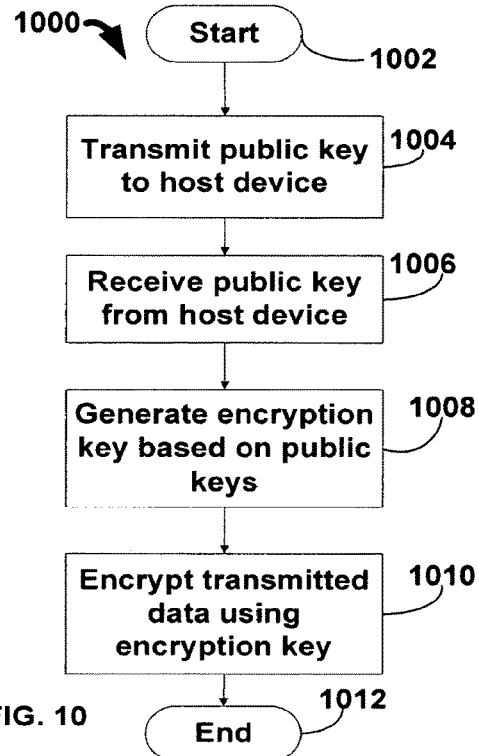 1000
Start
1002
Transmit public key
to host device
1004
Receive public key
from host device
1006
Generate encryption
key based on public
keys
1008
Encrypt transmitted
data using
encryption key
1010
FIG. 10
End
1012